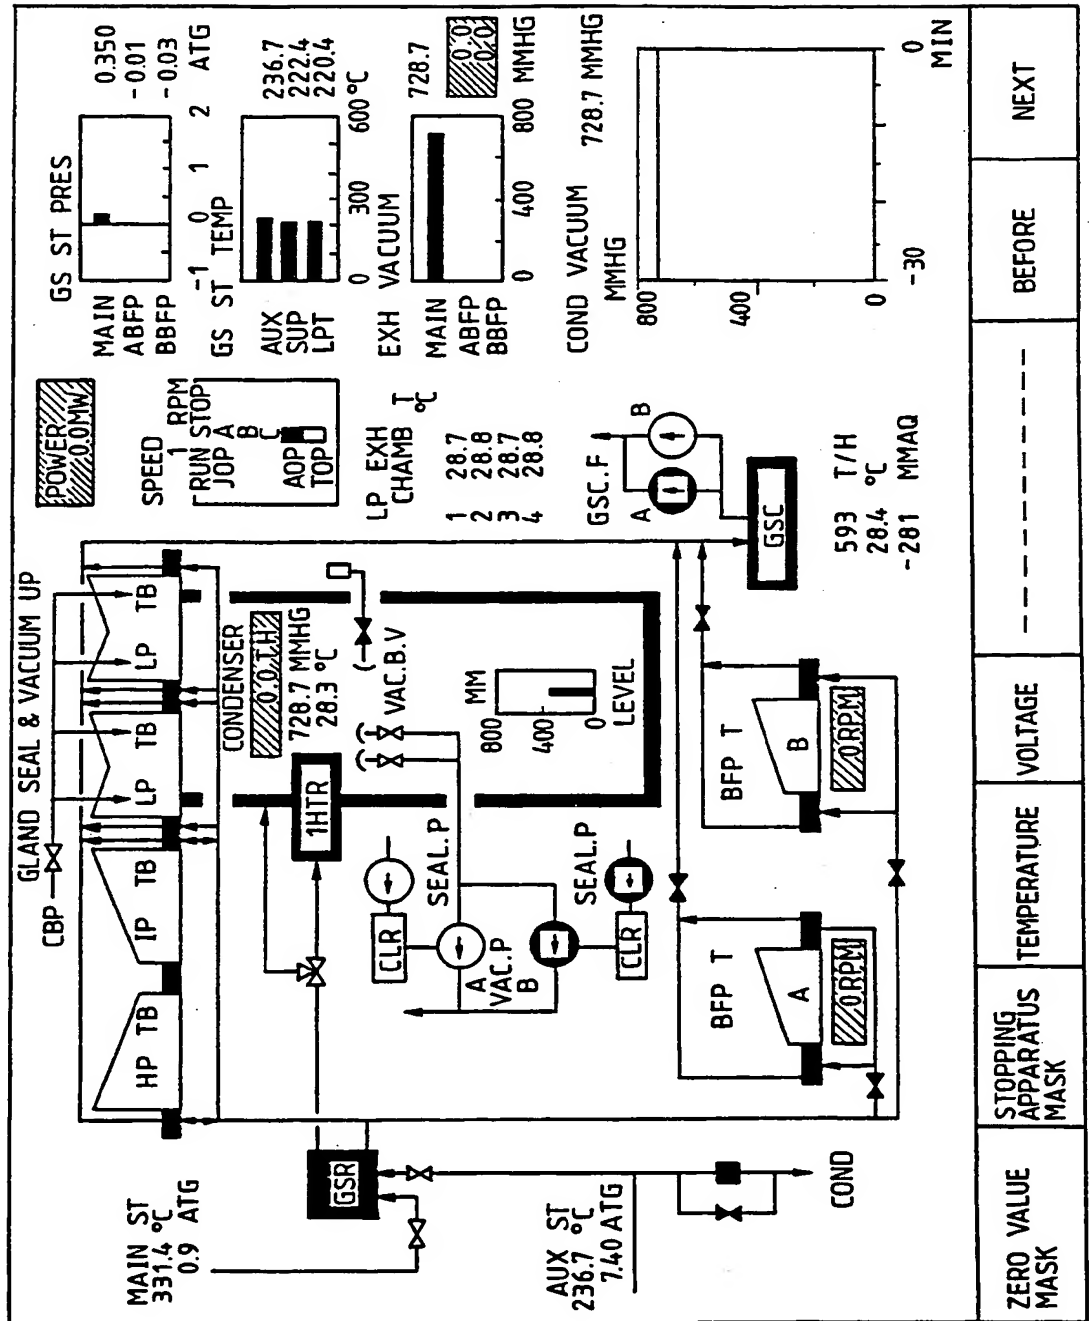 GLAND SEAL & VACUUM UP
MAIN ST
331.4 °C
0.9 ATG
CBP
HP TB
IP TB
LP TB
LP TB
POWER
0.0MW
SPEED
1 RPM
RUN STOP
JOP A
B
C
AOP
TOP
GS ST PRES
MAIN 0.350
ABFP -0.01
BBFP -0.03
-1 0 1 2 ATG
GS ST TEMP
AUX 236.7
SUP 222.4
LPT 220.4
0 300 600°C
EXH VACUUM
MAIN 728.7
ABFP 0.0
BBFP 0.0
0 400 800 MMHG
COND VACUUM 728.7 MMHG
MMHG
800
400
0
-30 0
MIN
LP EXH T
CHAMB °C
1 28.7
2 28.8
3 28.7
4 28.8
CONDENSER
0.0 T.H
728.7 MMHG
28.3 °C
GSR
1HTR
VAC.B.V
MM
800
400
0
LEVEL
CLR
SEAL.P
A
VAC.P
B
CLR
SEAL.P
GSC.F
A
B
GSC
593 T/H
28.4 °C
-281 MMAQ
AUX ST
236.7 °C
7.40 ATG
COND
BFP T
A
0RPM
BFP T
B
0RPM
ZERO VALUE
MASK
STOPPING
APPARATUS
MASK
TEMPERATURE
VOLTAGE
-------
BEFORE
NEXT